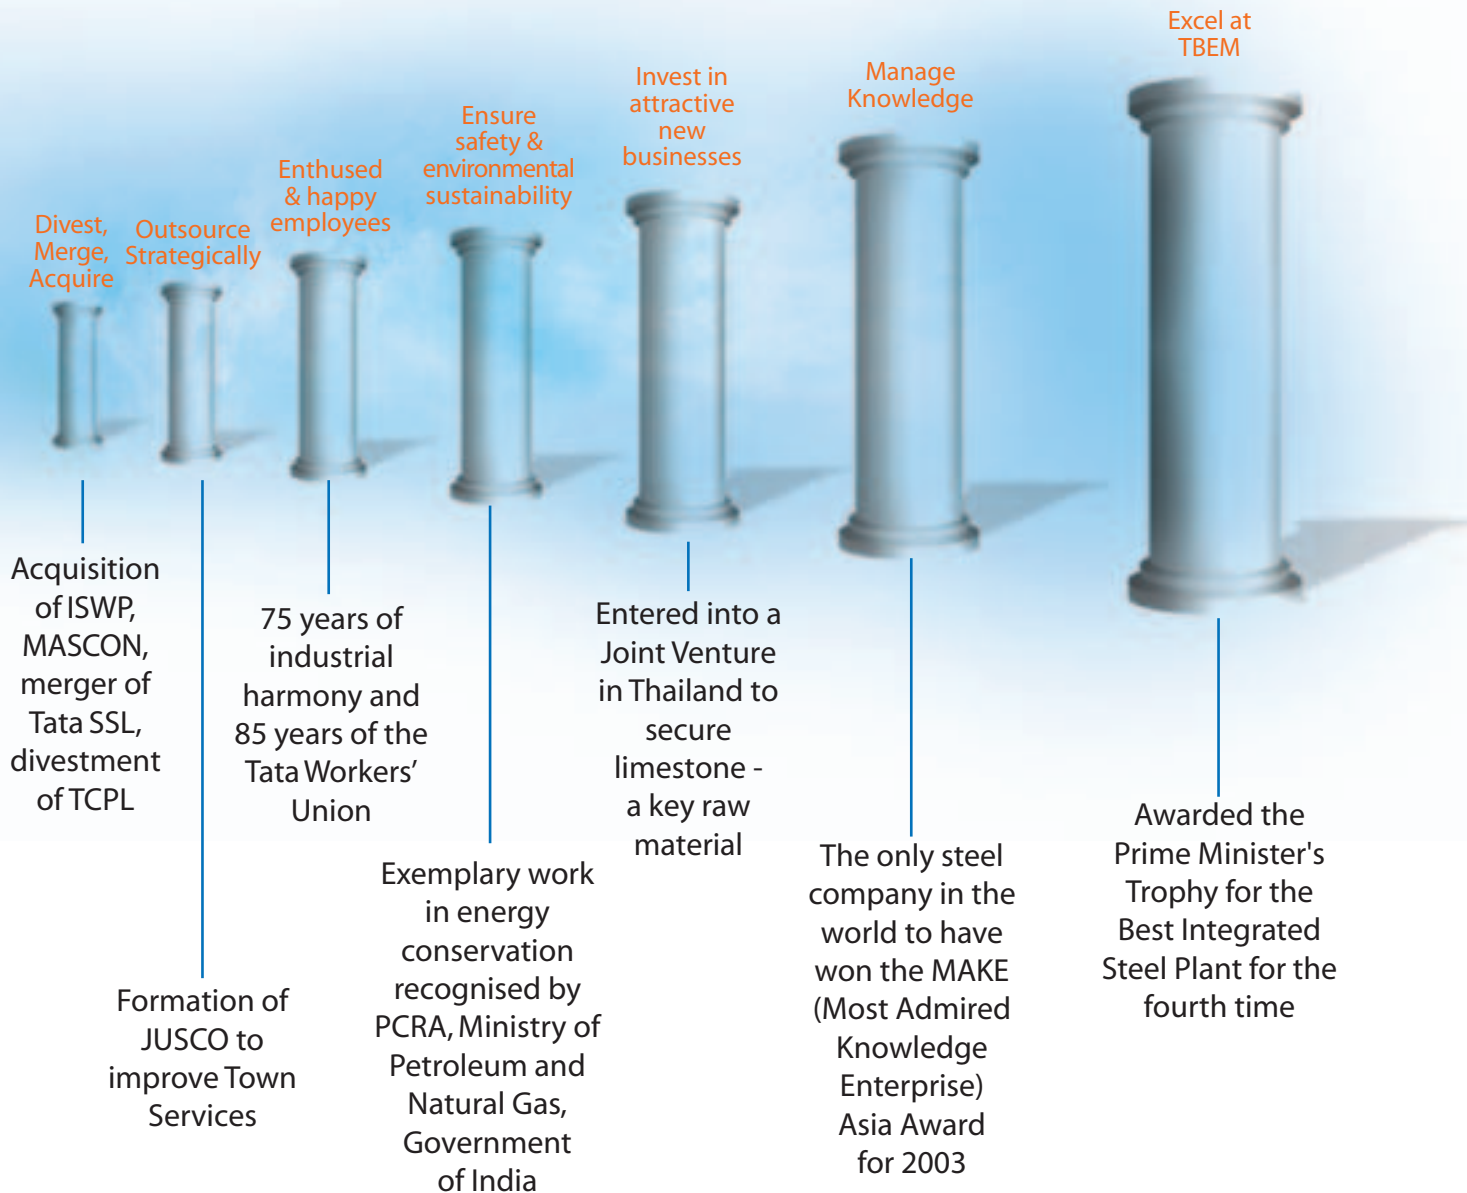 Divest,
Merge,
Acquire
Outsource
Strategically
Enthused
& happy
employees
Ensure
safety &
environmental
sustainability
Invest in
attractive
new
businesses
Manage
Knowledge
Excel at
TBEM
Acquisition
of ISWP,
MASCON,
merger of
Tata SSL,
divestment
of TCPL
Formation of
JUSCO to
improve Town
Services
75 years of
industrial
harmony and
85 years of the
Tata Workers’
Union
Exemplary work
in energy
conservation
recognised by
PCRA, Ministry of
Petroleum and
Natural Gas,
Government
of India
Entered into a
Joint Venture
in Thailand to
secure
limestone -
a key raw
material
The only steel
company in the
world to have
won the MAKE
(Most Admired
Knowledge
Enterprise)
Asia Award
for 2003
Awarded the
Prime Minister's
Trophy for the
Best Integrated
Steel Plant for the
fourth time